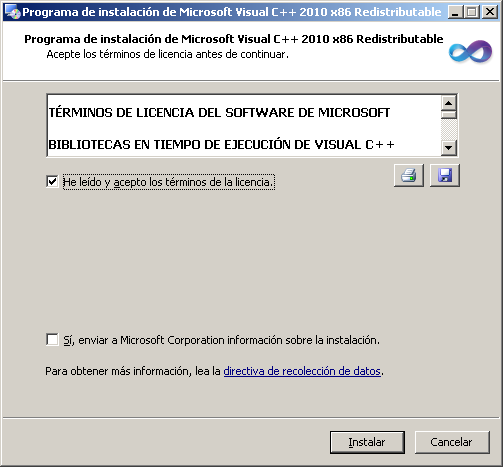 Programa de instalación de Microsoft Visual C++ 2010 x86 Redistributable
Programa de instalación de Microsoft Visual C++ 2010 x86 Redistributable
Acepte los términos de licencia antes de continuar.
TÉRMINOS DE LICENCIA DEL SOFTWARE DE MICROSOFT
BIBLIOTECAS EN TIEMPO DE EJECUCIÓN DE VISUAL C++
He leído y acepto los términos de la licencia.
Sí, enviar a Microsoft Corporation información sobre la instalación.
Para obtener más información, lea la directiva de recolección de datos.
Instalar
Cancelar